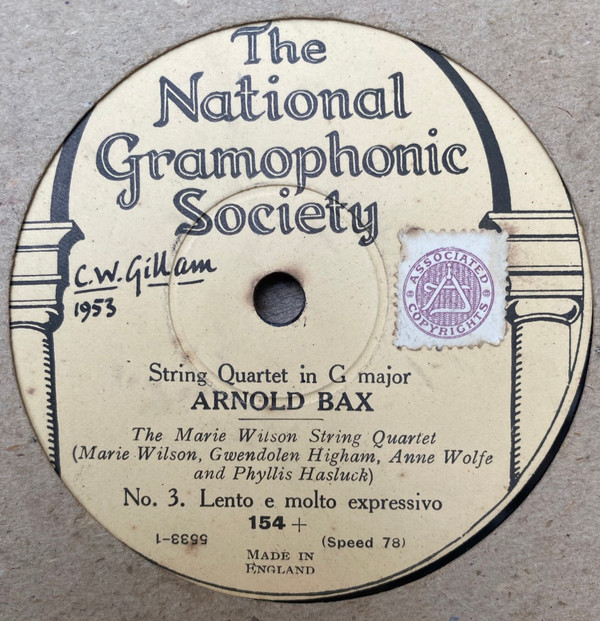 The
National
Gramophonic
Society
C.W. Gillam
1953
ASSOCIATED
COPYRIGHTS
String Quartet in G major
ARNOLD BAX
The Marie Wilson String Quartet
(Marie Wilson, Gwendolen Higham, Anne Wolfe
and Phyllis Hasluck)
No. 3. Lento e molto expressivo
154 +
5533-1
(Speed 78)
MADE IN
ENGLAND